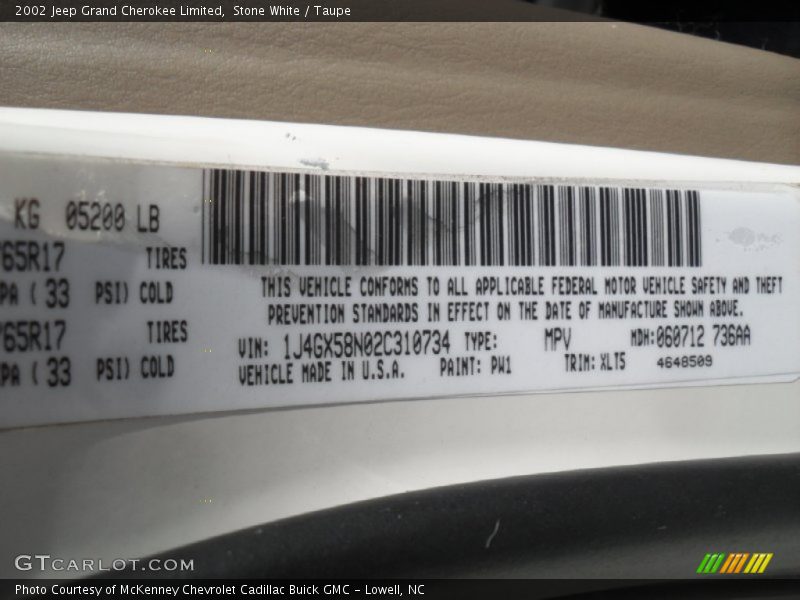 2002 Jeep Grand Cherokee Limited, Stone White / Taupe
KG 05200 LB
765R17 TIRES
PA ( 33 PSI) COLD
765R17 TIRES
PA ( 33 PSI) COLD
THIS VEHICLE CONFORMS TO ALL APPLICABLE FEDERAL MOTOR VEHICLE SAFETY AND THEFT
PREVENTION STANDARDS IN EFFECT ON THE DATE OF MANUFACTURE SHOWN ABOVE.
VIN: 1J4GX58N02C310734 TYPE: MPV MDH:060712 736AA
VEHICLE MADE IN U.S.A. PAINT: PW1 TRIM: XLT5 4648509
GTCARLOT.COM
Photo Courtesy of McKenney Chevrolet Cadillac Buick GMC – Lowell, NC